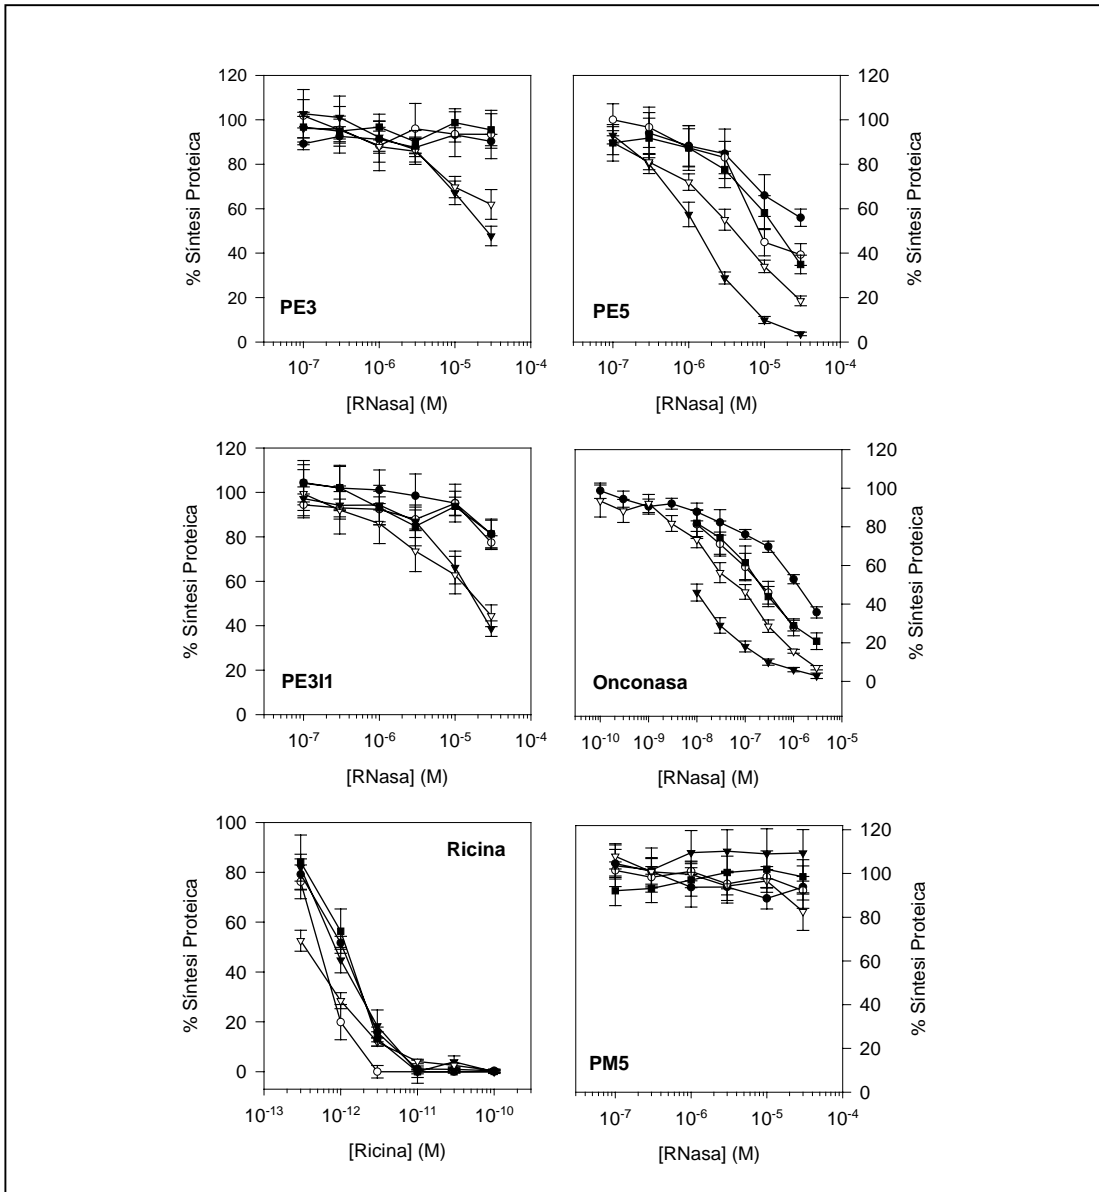 120
100
80
60
40
20
0
% Síntesi Proteica
PE3
10-7 10-6 10-5 10-4
[RNasa] (M)
120
100
80
60
40
20
0
% Síntesi Proteica
PE5
10-7 10-6 10-5 10-4
[RNasa] (M)
120
100
80
60
40
20
0
% Síntesi Proteica
PE3I1
10-7 10-6 10-5 10-4
[RNasa] (M)
120
100
80
60
40
20
0
% Síntesi Proteica
Onconasa
10-10 10-9 10-8 10-7 10-6 10-5
[RNasa] (M)
100
80
60
40
20
0
% Síntesi Proteica
Ricina
10-13 10-12 10-11 10-10
[Ricina] (M)
120
100
80
60
40
20
0
% Síntesi Proteica
PM5
10-7 10-6 10-5 10-4
[RNasa] (M)